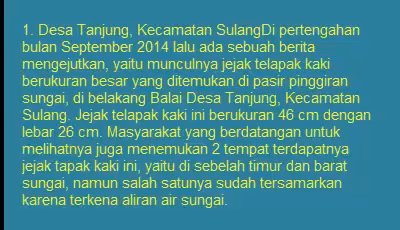 1. Desa Tanjung, Kecamatan SulangDi pertengahan
bulan September 2014 lalu ada sebuah berita
mengejutkan, yaitu munculnya jejak telapak kaki
berukuran besar yang ditemukan di pasir pinggiran
sungai, di belakang Balai Desa Tanjung, Kecamatan
Sulang. Jejak telapak kaki ini berukuran 46 cm dengan
lebar 26 cm. Masyarakat yang berdatangan untuk
melihatnya juga menemukan 2 tempat terdapatnya
jejak tapak kaki ini, yaitu di sebelah timur dan barat
sungai, namun salah satunya sudah tersamarkan
karena terkena aliran air sungai.